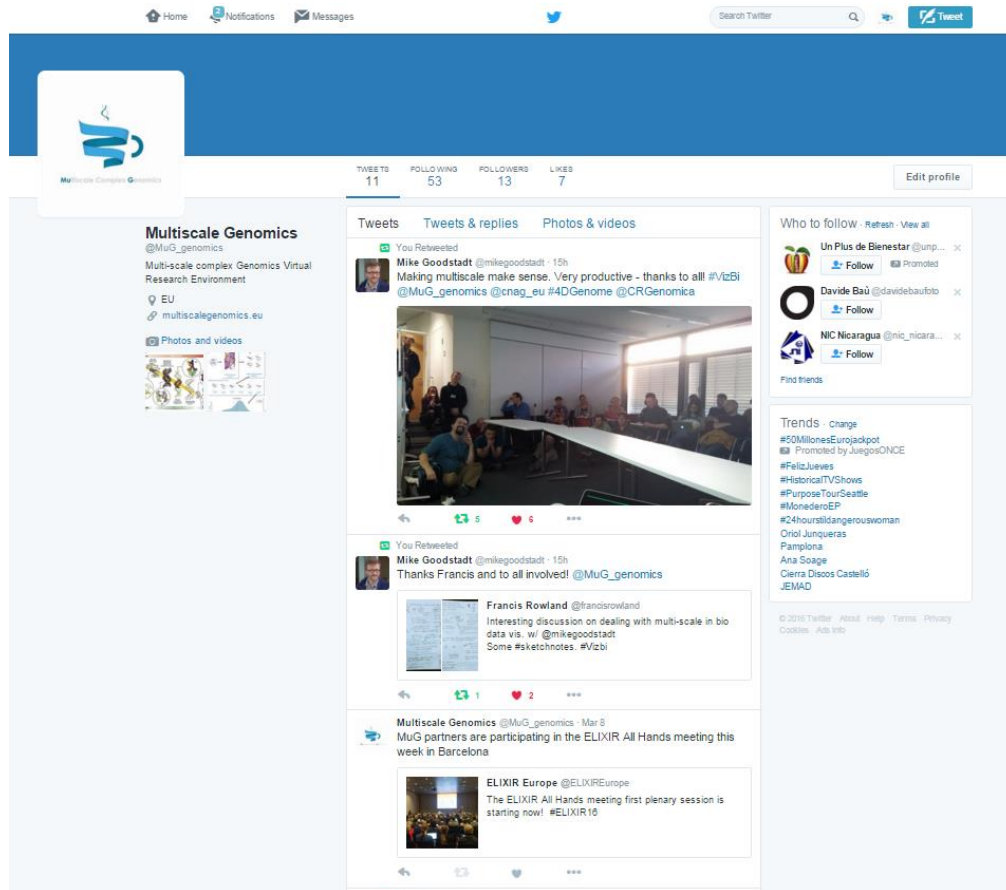 Home
2
Notifications
Messages
Search Twitter
Tweet
Multiscale Complex Genomics
TWEETS
11
FOLLOWING
53
FOLLOWERS
13
LIKES
7
Edit profile
Multiscale Genomics
@MuG_genomics
Multi-scale complex Genomics Virtual
Research Environment
EU
multiscalegenomics.eu
Photos and videos
Tweets Tweets & replies Photos & videos
You Retweeted
Mike Goodstadt @mikegoodstadt · 15h
Making multiscale make sense. Very productive - thanks to all! #VizBi
@MuG_genomics @cnag_eu #4DGenome @CRGenomica
5 6
You Retweeted
Mike Goodstadt @mikegoodstadt · 15h
Thanks Francis and to all involved! @MuG_genomics
Francis Rowland @francisrowland
Interesting discussion on dealing with multi-scale in bio
data vis. w/ @mikegoodstadt
Some #sketchnotes. #Vizbi
1 2
Multiscale Genomics @MuG_genomics · Mar 8
MuG partners are participating in the ELIXIR All Hands meeting this
week in Barcelona
ELIXIR Europe @ELIXIREurope
The ELIXIR All Hands meeting first plenary session is
starting now! #ELIXIR16
Who to follow · Refresh · View all
Un Plus de Bienestar @unp...
Follow Promoted
Davide Baù @davidebaufoto
Follow
NIC Nicaragua @nic_nicara...
Follow
Find friends
Trends · Change
#50MillonesEurojackpot
Promoted by JuegosONCE
#FelizJueves
#HistoricalTVShows
#PurposeTourSeattle
#MonederoEP
#24hourstildangerouswoman
Oriol Junqueras
Pamplona
Ana Soage
Cierra Discos Castelló
JEMAD
© 2016 Twitter About Help Terms Privacy
Cookies Ads info